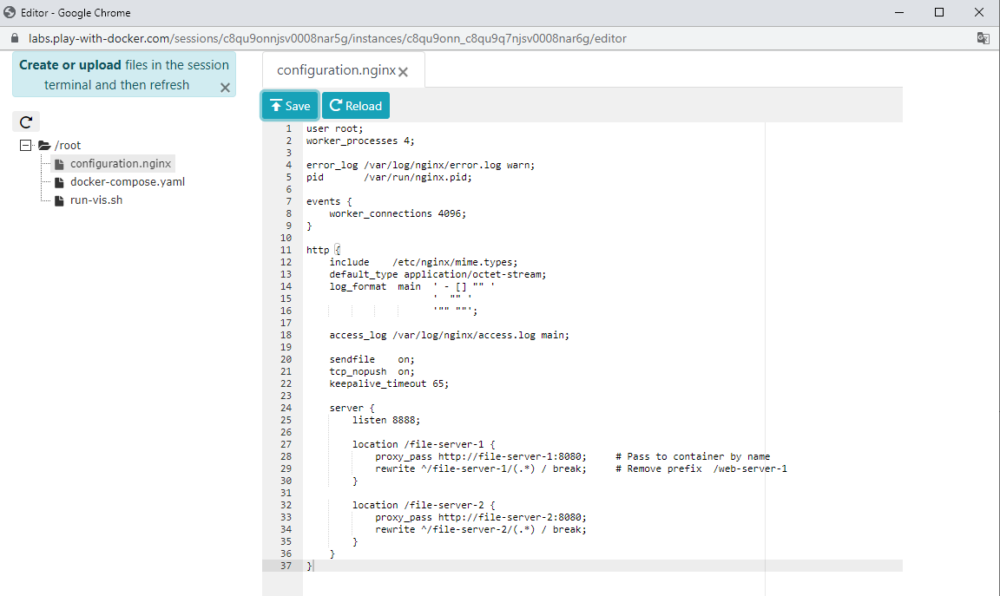 Editor - Google Chrome
labs.play-with-docker.com/sessions/c8qu9onnjsv0008nar5g/instances/c8qu9onn_c8qu9q7njsv0008nar6g/editor
Create or upload files in the session
terminal and then refresh
configuration.nginx
Save Reload
/root
configuration.nginx
docker-compose.yaml
run-vis.sh
1 user root;
2 worker_processes 4;
3
4 error_log /var/log/nginx/error.log warn;
5 pid       /var/run/nginx.pid;
6
7 events {
8     worker_connections 4096;
9 }
10
11 http {
12     include    /etc/nginx/mime.types;
13     default_type application/octet-stream;
14     log_format  main  ' - [] "" '
15                       '  "" '
16                       '"" ""';
17
18     access_log /var/log/nginx/access.log main;
19
20     sendfile    on;
21     tcp_nopush  on;
22     keepalive_timeout 65;
23
24     server {
25         listen 8888;
26
27         location /file-server-1 {
28             proxy_pass http://file-server-1:8080;     # Pass to container by name
29             rewrite ^/file-server-1/(.*) / break;     # Remove prefix  /web-server-1
30         }
31
32         location /file-server-2 {
33             proxy_pass http://file-server-2:8080;
34             rewrite ^/file-server-2/(.*) / break;
35         }
36     }
37 }